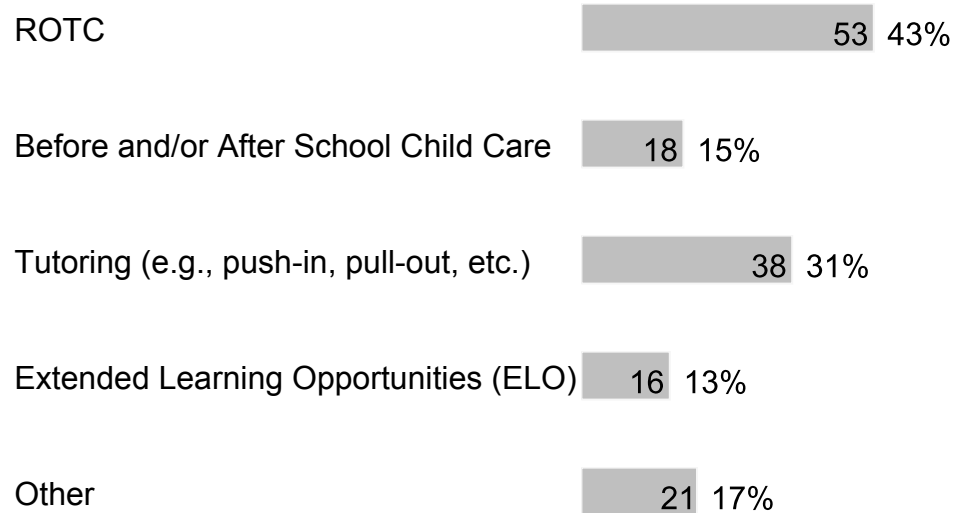 ROTC 53 43%
Before and/or After School Child Care 18 15%
Tutoring (e.g., push-in, pull-out, etc.) 38 31%
Extended Learning Opportunities (ELO) 16 13%
Other 21 17%